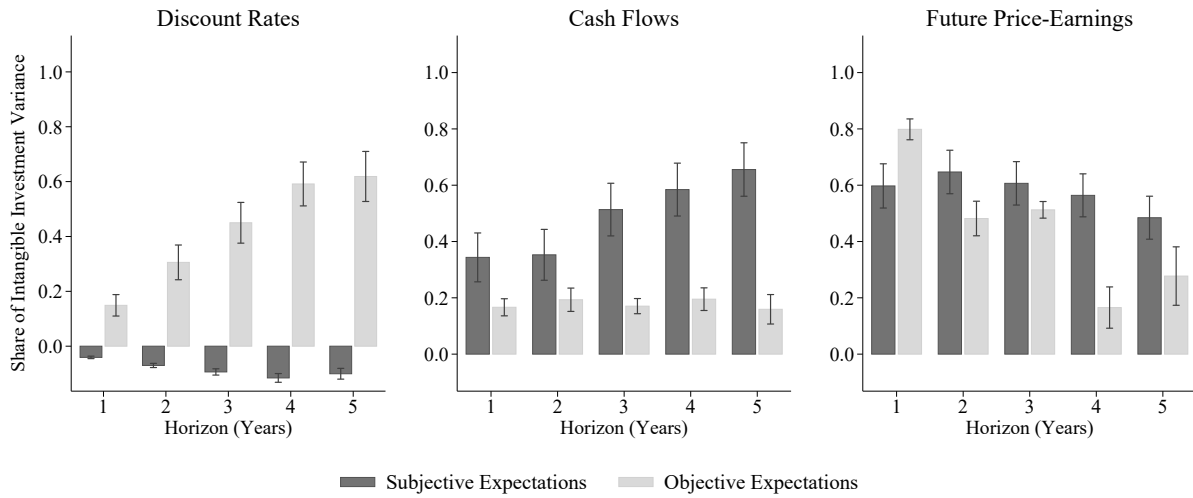 Discount Rates
Cash Flows
Future Price-Earnings
Share of Intangible Investment Variance
1.0
0.8
0.6
0.4
0.2
0.0
1 2 3 4 5
Horizon (Years)
1.0
0.8
0.6
0.4
0.2
0.0
1 2 3 4 5
Horizon (Years)
1.0
0.8
0.6
0.4
0.2
0.0
1 2 3 4 5
Horizon (Years)
Subjective Expectations
Objective Expectations